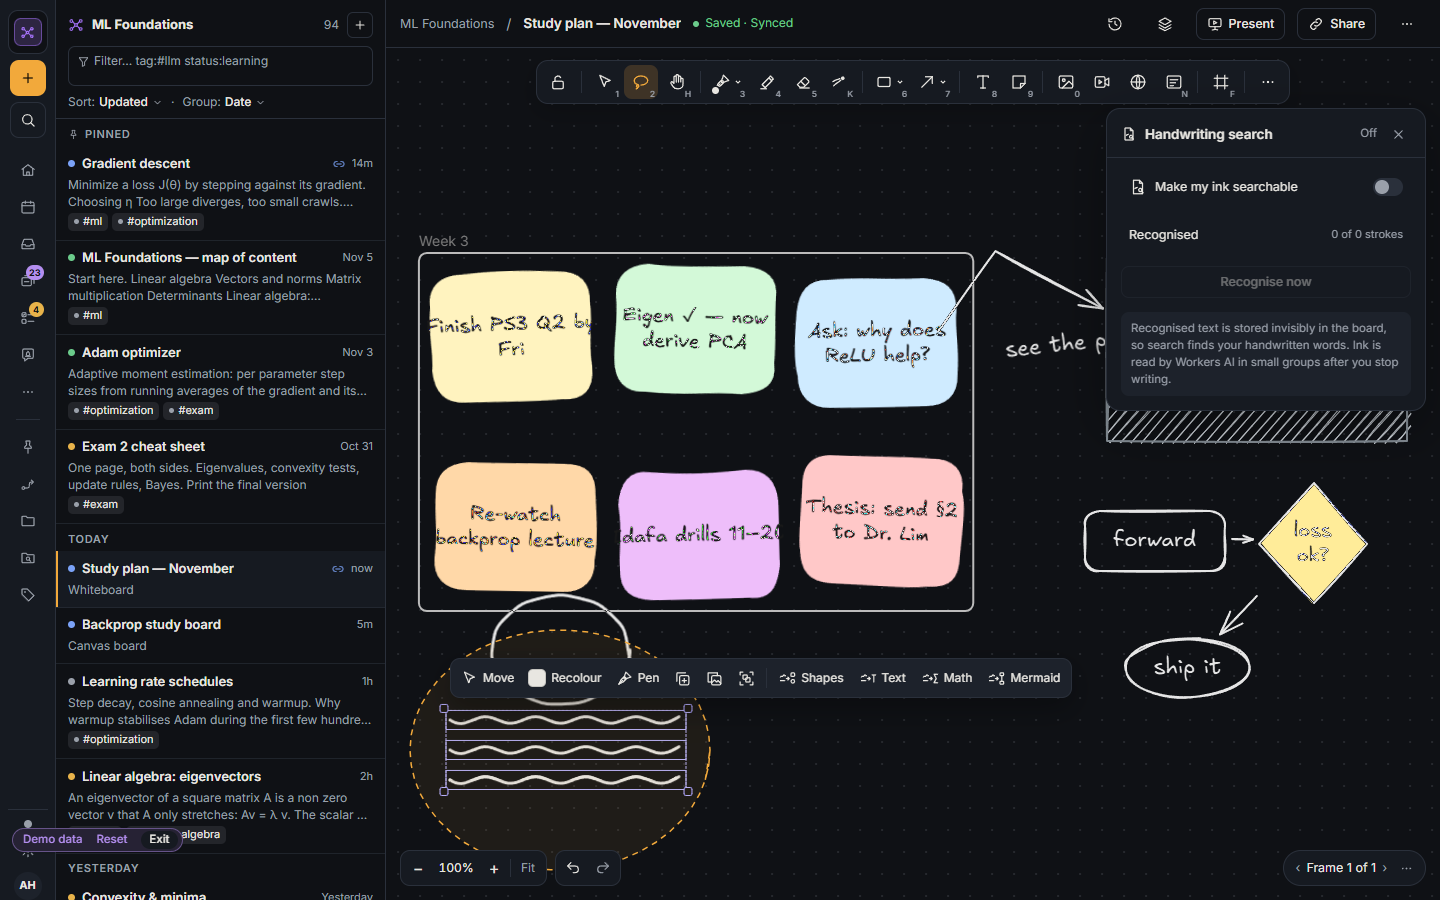 ML Foundations 94
Filter... tag:#llm status:learning
Sort: Updated · Group: Date
PINNED
Gradient descent 14m
Minimize a loss J(θ) by stepping against its gradient.
Choosing η Too large diverges, too small crawls....
#ml #optimization
ML Foundations — map of content Nov 5
Start here. Linear algebra Vectors and norms Matrix
multiplication Determinants Linear algebra:...
#ml
Adam optimizer Nov 3
Adaptive moment estimation: per parameter step
sizes from running averages of the gradient and its...
#optimization #exam
Exam 2 cheat sheet Oct 31
One page, both sides. Eigenvalues, convexity tests,
update rules, Bayes. Print the final version
#exam
TODAY
Study plan — November now
Whiteboard
Backprop study board 5m
Canvas board
Learning rate schedules 1h
Step decay, cosine annealing and warmup. Why
warmup stabilises Adam during the first few hundre...
#optimization
Linear algebra: eigenvectors 2h
An eigenvector of a square matrix A is a non zero
vector v that A only stretches: Av = λ v. The scalar ...
algebra
YESTERDAY
Convexity & minima Yesterday
23
4
Demo data Reset Exit
AH
ML Foundations / Study plan — November Saved · Synced
Present Share
1 2 H 3 4 5 K 6 7 8 9 0 N F
Handwriting search Off
Make my ink searchable
Recognised 0 of 0 strokes
Recognise now
Recognised text is stored invisibly in the board,
so search finds your handwritten words. Ink is
read by Workers AI in small groups after you stop
writing.
Week 3
Finish PS3 Q2 by
Fri
Eigen ✓ — now
derive PCA
Ask: why does
ReLU help?
see the p
Re-watch
backprop lecture
dafa drills 11–20
Thesis: send §2
to Dr. Lim
forward
loss
ok?
ship it
Move Recolour Pen Shapes Text Math Mermaid
− 100% + Fit
Frame 1 of 1